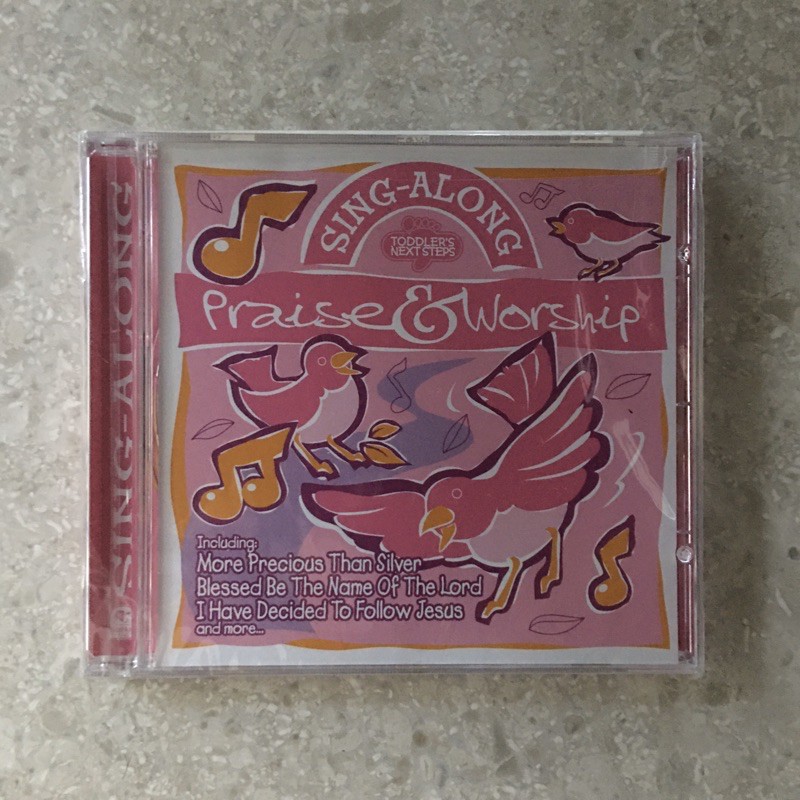 SING-ALONG
SING-ALONG
TODDLER'S
NEXT STEPS
Praise & Worship
Including:
More Precious Than Silver
Blessed Be The Name Of The Lord
I Have Decided To Follow Jesus
and more...